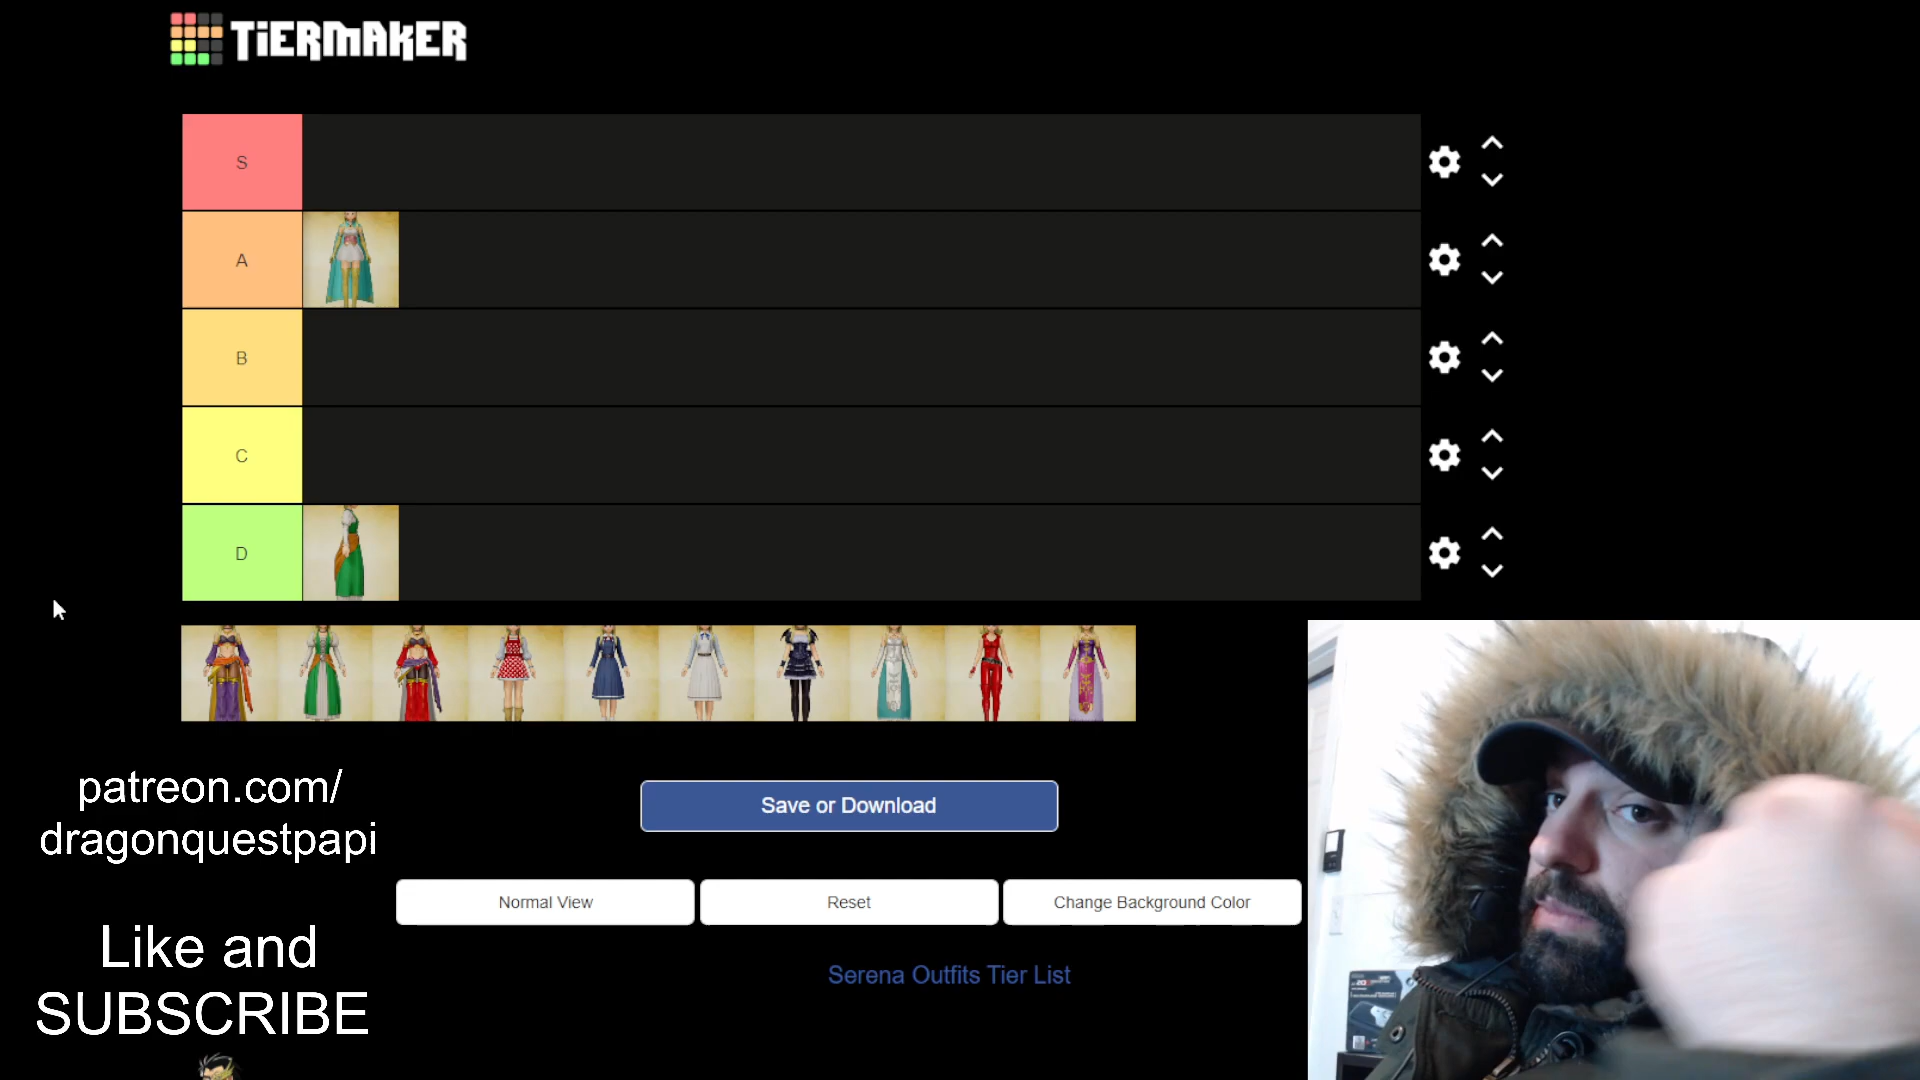 TiERMAKER
S
A
B
C
D
patreon.com/
dragonquestpapi
Save or Download
Normal View
Reset
Change Background Color
Like and
SUBSCRIBE
Serena Outfits Tier List